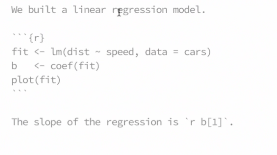 We built a linear regression model.
```{r}
fit <- lm(dist ~ speed, data = cars)
b   <- coef(fit)
plot(fit)
```
The slope of the regression is `r b[1]`.